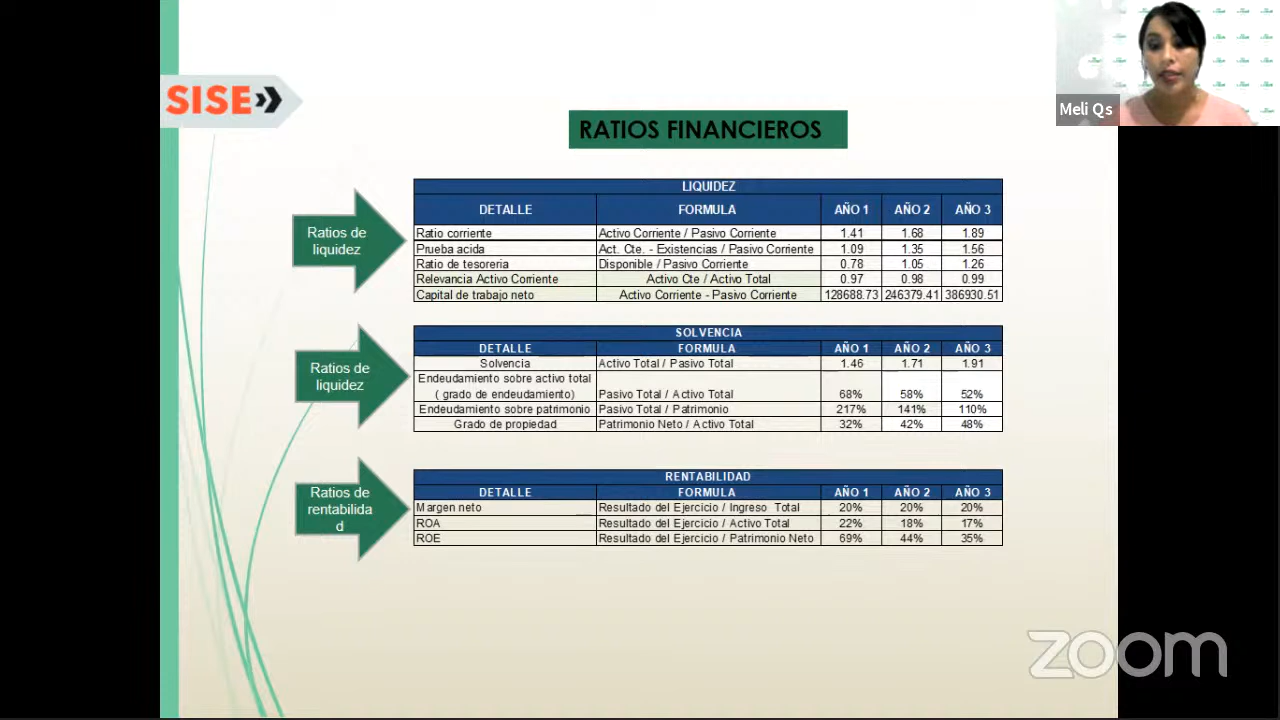 Meli Qs
SISE
RATIOS FINANCIEROS
Ratios de
liquidez
LIQUIDEZ
DETALLE FORMULA AÑO 1 AÑO 2 AÑO 3
Ratio corriente Activo Corriente / Pasivo Corriente 1.41 1.68 1.89
Prueba acida Act. Cte. - Existencias / Pasivo Corriente 1.09 1.35 1.56
Ratio de tesoreria Disponible / Pasivo Corriente 0.78 1.05 1.26
Relevancia Activo Corriente Activo Cte / Activo Total 0.97 0.98 0.99
Capital de trabajo neto Activo Corriente - Pasivo Corriente 128688.73 246379.41 386930.51
Ratios de
liquidez
SOLVENCIA
DETALLE FORMULA AÑO 1 AÑO 2 AÑO 3
Solvencia Activo Total / Pasivo Total 1.46 1.71 1.91
Endeudamiento sobre activo total
( grado de endeudamiento) Pasivo Total / Activo Total 68% 58% 52%
Endeudamiento sobre patrimonio Pasivo Total / Patrimonio 217% 141% 110%
Grado de propiedad Patrimonio Neto / Activo Total 32% 42% 48%
Ratios de
rentabilida
d
RENTABILIDAD
DETALLE FORMULA AÑO 1 AÑO 2 AÑO 3
Margen neto Resultado del Ejercicio / Ingreso Total 20% 20% 20%
ROA Resultado del Ejercicio / Activo Total 22% 18% 17%
ROE Resultado del Ejercicio / Patrimonio Neto 69% 44% 35%
zoom